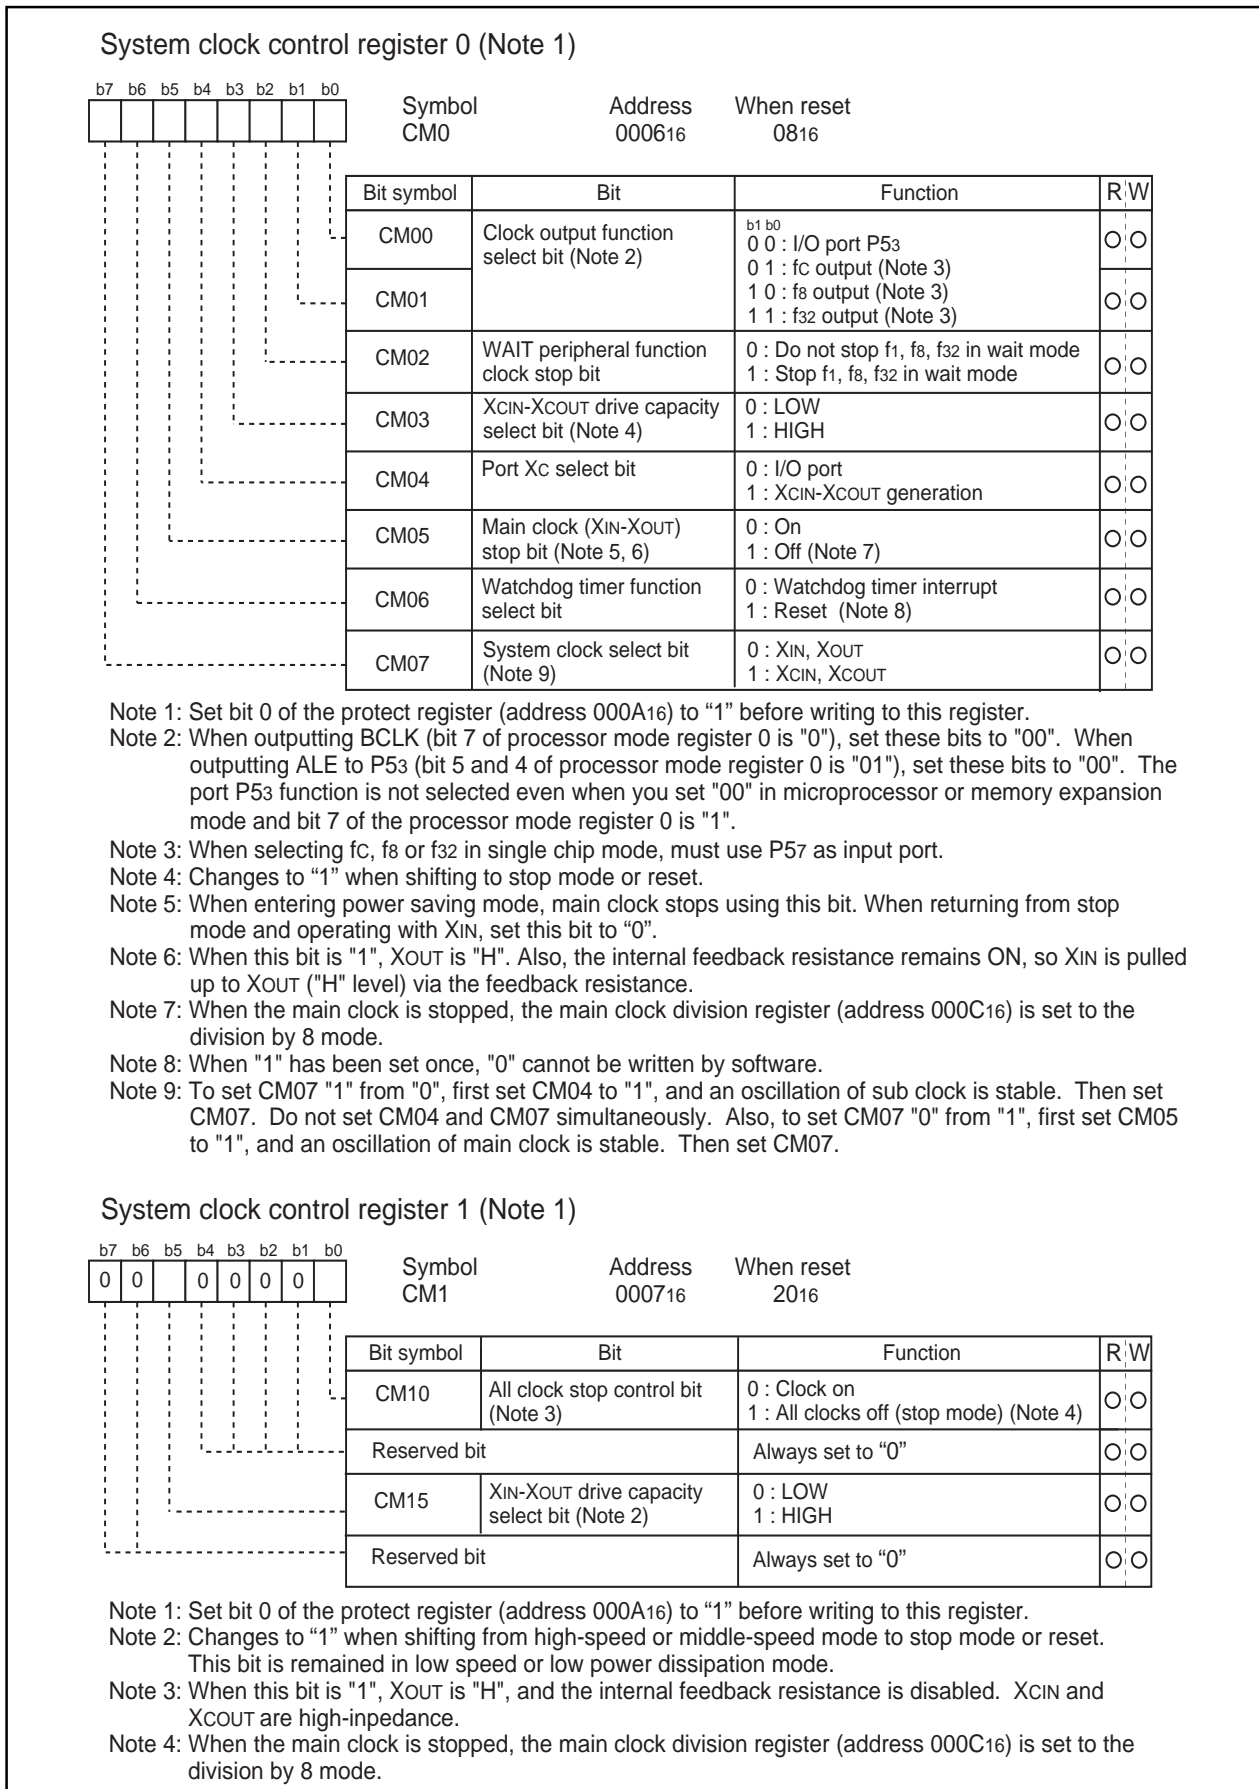 System clock control register 0 (Note 1)
b7 b6 b5 b4 b3 b2 b1 b0
Symbol Address When reset
CM0 000616 0816
Bit symbol Bit Function R W
CM00 Clock output function select bit (Note 2) b1 b0
0 0 : I/O port P53
0 1 : fC output (Note 3)
CM01 1 0 : f8 output (Note 3)
1 1 : f32 output (Note 3)
CM02 WAIT peripheral function 0 : Do not stop f1, f8, f32 in wait mode
clock stop bit 1 : Stop f1, f8, f32 in wait mode
CM03 XCIN-XCOUT drive capacity 0 : LOW
select bit (Note 4) 1 : HIGH
CM04 Port XC select bit 0 : I/O port
1 : XCIN-XCOUT generation
CM05 Main clock (XIN-XOUT) 0 : On
stop bit (Note 5, 6) 1 : Off (Note 7)
CM06 Watchdog timer function 0 : Watchdog timer interrupt
select bit 1 : Reset (Note 8)
CM07 System clock select bit 0 : XIN, XOUT
(Note 9) 1 : XCIN, XCOUT
Note 1: Set bit 0 of the protect register (address 000A16) to “1” before writing to this register.
Note 2: When outputting BCLK (bit 7 of processor mode register 0 is "0"), set these bits to "00". When
outputting ALE to P53 (bit 5 and 4 of processor mode register 0 is "01"), set these bits to "00". The
port P53 function is not selected even when you set "00" in microprocessor or memory expansion
mode and bit 7 of the processor mode register 0 is "1".
Note 3: When selecting fC, f8 or f32 in single chip mode, must use P57 as input port.
Note 4: Changes to “1” when shifting to stop mode or reset.
Note 5: When entering power saving mode, main clock stops using this bit. When returning from stop
mode and operating with XIN, set this bit to “0”.
Note 6: When this bit is "1", XOUT is "H". Also, the internal feedback resistance remains ON, so XIN is pulled
up to XOUT ("H" level) via the feedback resistance.
Note 7: When the main clock is stopped, the main clock division register (address 000C16) is set to the
division by 8 mode.
Note 8: When "1" has been set once, "0" cannot be written by software.
Note 9: To set CM07 "1" from "0", first set CM04 to "1", and an oscillation of sub clock is stable. Then set
CM07. Do not set CM04 and CM07 simultaneously. Also, to set CM07 "0" from "1", first set CM05
to "1", and an oscillation of main clock is stable. Then set CM07.
System clock control register 1 (Note 1)
b7 b6 b5 b4 b3 b2 b1 b0
0 0 0 0 0 0
Symbol Address When reset
CM1 000716 2016
Bit symbol Bit Function R W
CM10 All clock stop control bit 0 : Clock on
(Note 3) 1 : All clocks off (stop mode) (Note 4)
Reserved bit Always set to “0”
CM15 XIN-XOUT drive capacity 0 : LOW
select bit (Note 2) 1 : HIGH
Reserved bit Always set to “0”
Note 1: Set bit 0 of the protect register (address 000A16) to “1” before writing to this register.
Note 2: Changes to “1” when shifting from high-speed or middle-speed mode to stop mode or reset.
This bit is remained in low speed or low power dissipation mode.
Note 3: When this bit is "1", XOUT is "H", and the internal feedback resistance is disabled. XCIN and
XCOUT are high-inpedance.
Note 4: When the main clock is stopped, the main clock division register (address 000C16) is set to the
division by 8 mode.